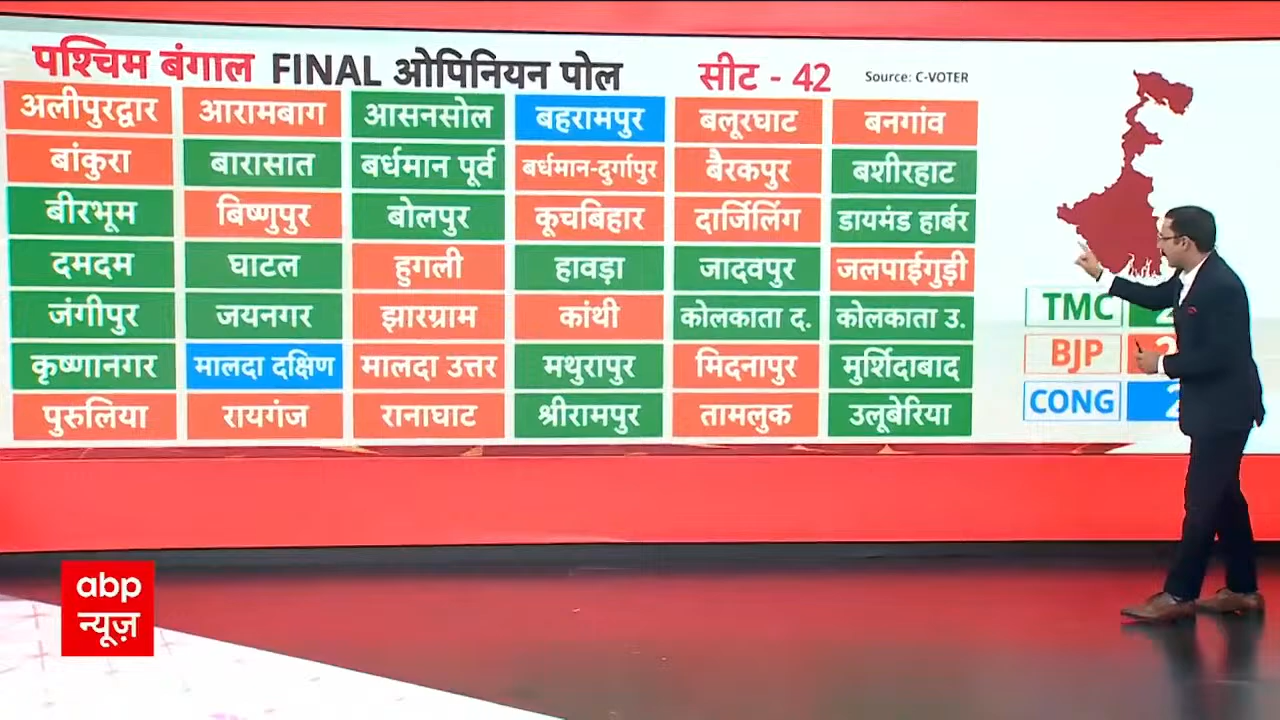 पश्चिम बंगाल FINAL ओपिनियन पोल सीट - 42 Source: C-VOTER
अलीपुरद्वार आरामबाग आसनसोल बहरामपुर बलूरघाट बनगांव
बांकुरा बारासात बर्धमान पूर्व बर्धमान-दुर्गापुर बैरकपुर बशीरहाट
बीरभूम बिष्णुपुर बोलपुर कूचबिहार दार्जिलिंग डायमंड हार्बर
दमदम घाटल हुगली हावड़ा जादवपुर जलपाईगुड़ी
जंगीपुर जयनगर झारग्राम कांथी कोलकाता द. कोलकाता उ.
कृष्णानगर मालदा दक्षिण मालदा उत्तर मथुरापुर मिदनापुर मुर्शिदाबाद
पुरुलिया रायगंज रानाघाट श्रीरामपुर तामलुक उलूबेरिया
TMC
BJP
CONG
abp
न्यूज़